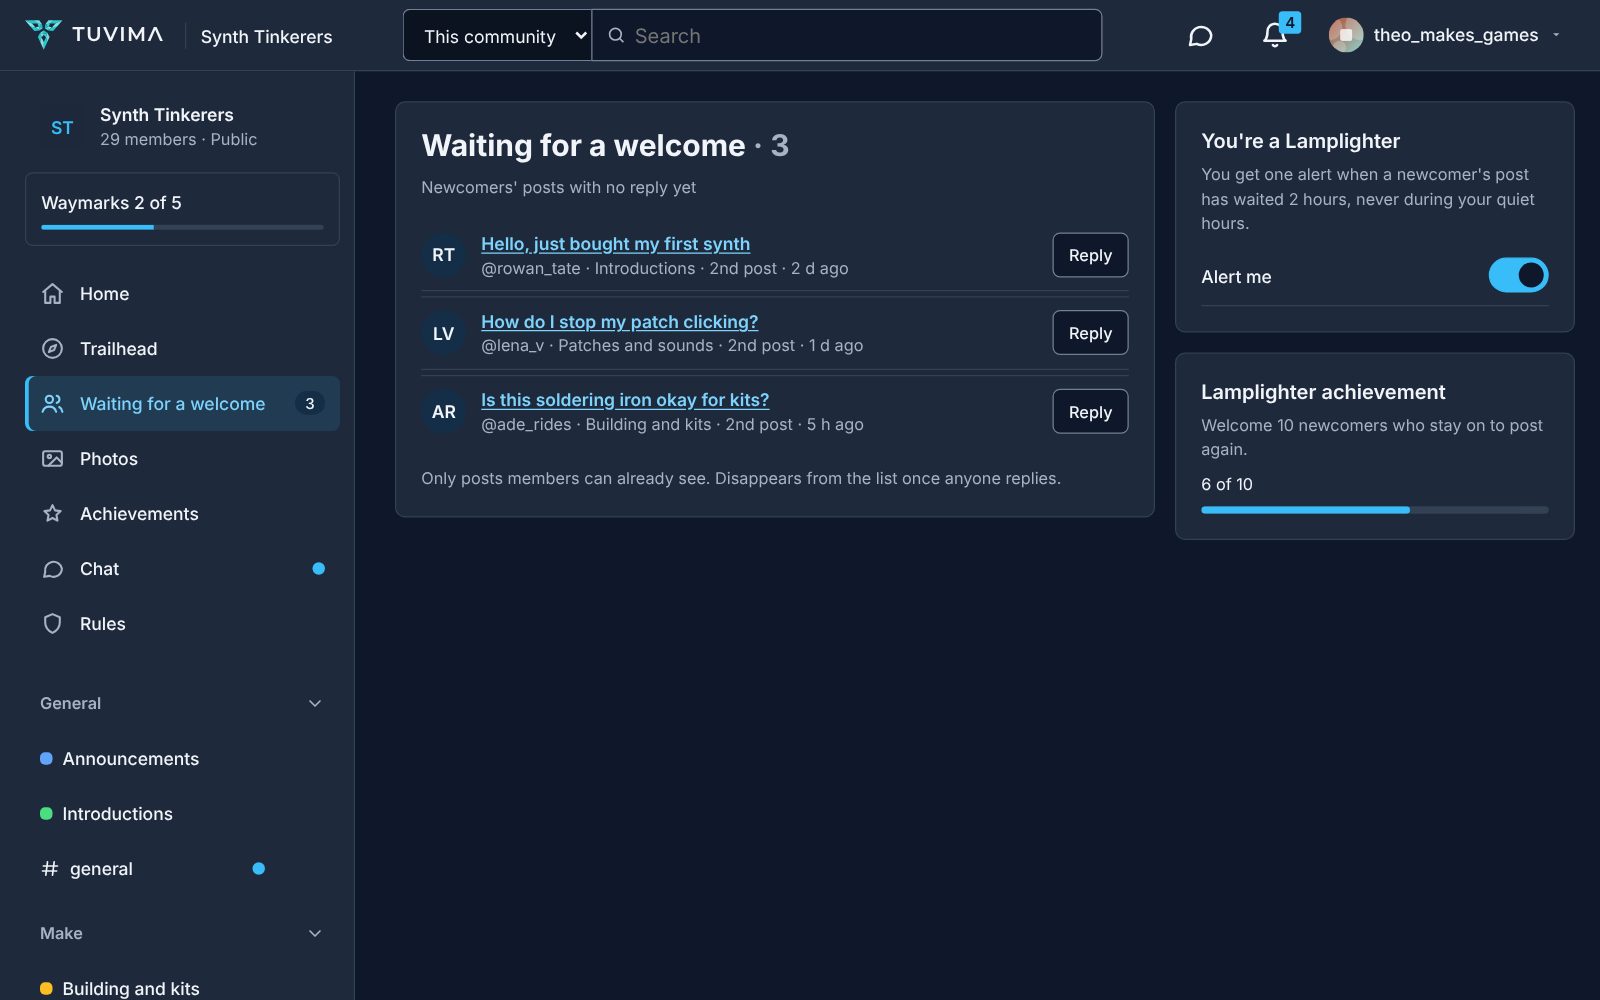 TUVIMA
Synth Tinkerers
This community
Search
4
theo_makes_games
ST
Synth Tinkerers
29 members · Public
Waymarks 2 of 5
Home
Trailhead
Waiting for a welcome 3
Photos
Achievements
Chat
Rules
General
Announcements
Introductions
# general
Make
Building and kits
Waiting for a welcome · 3
Newcomers' posts with no reply yet
RT
Hello, just bought my first synth
@rowan_tate · Introductions · 2nd post · 2 d ago
Reply
LV
How do I stop my patch clicking?
@lena_v · Patches and sounds · 2nd post · 1 d ago
Reply
AR
Is this soldering iron okay for kits?
@ade_rides · Building and kits · 2nd post · 5 h ago
Reply
Only posts members can already see. Disappears from the list once anyone replies.
You're a Lamplighter
You get one alert when a newcomer's post
has waited 2 hours, never during your quiet
hours.
Alert me
Lamplighter achievement
Welcome 10 newcomers who stay on to post
again.
6 of 10